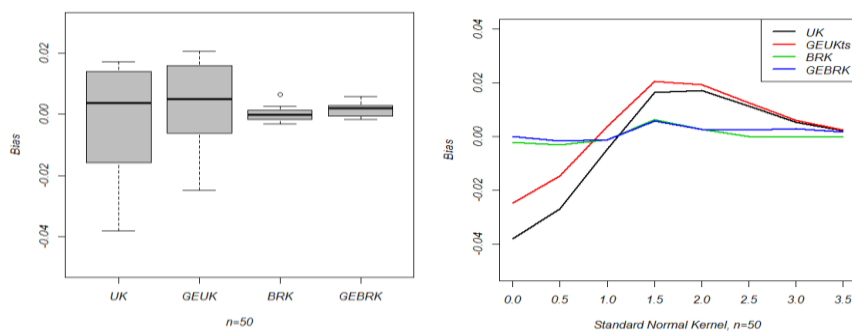 0.02
0.00
-0.02
-0.04
Bias
UK GEUK BRK GEBRK
n=50
UK
GEUKts
BRK
GEBRK
0.04
0.02
0.00
-0.02
-0.04
Bias
0.0 0.5 1.0 1.5 2.0 2.5 3.0 3.5
Standard Normal Kernel, n=50